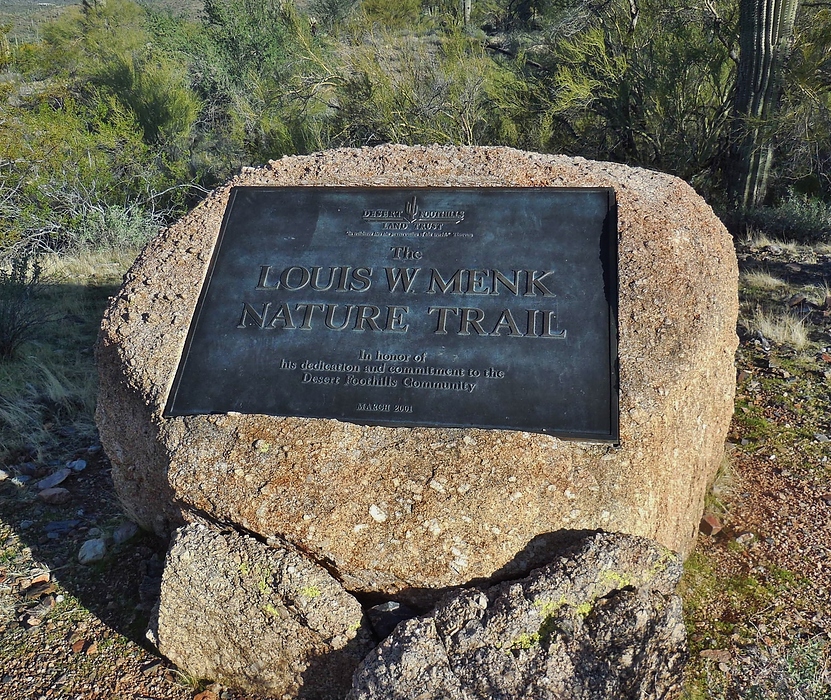 DESERT FOOTHILLS
LAND TRUST
The
LOUIS W. MENK
NATURE TRAIL
In honor of
his dedication and commitment to the
Desert Foothills Community
MARCH 2001